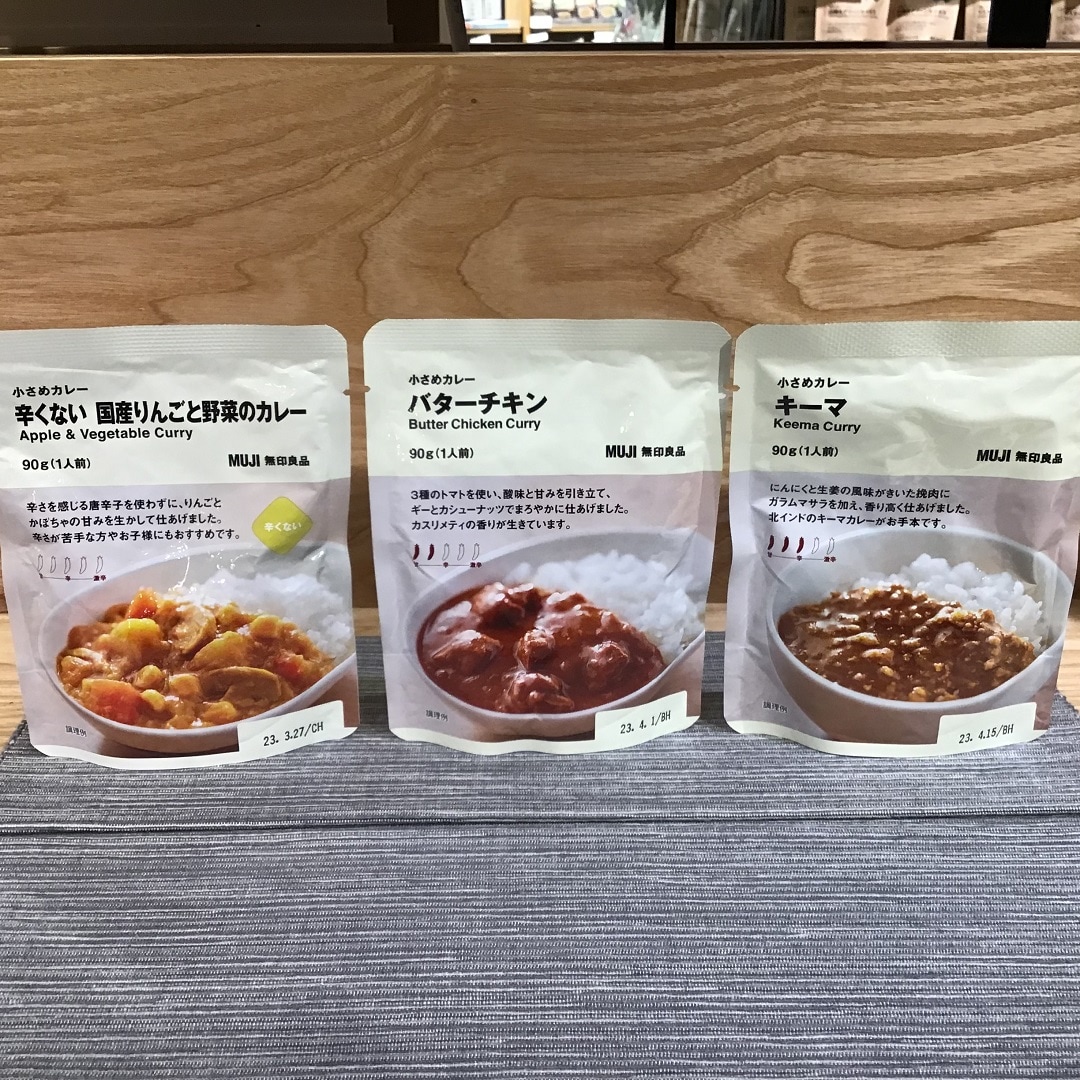 小さめカレー
辛くない 国産りんごと野菜のカレー
Apple & Vegetable Curry
90g(1人前)
MUJI 無印良品
辛さを感じる唐辛子を使わずに、りんごと
かぼちゃの甘みを生かして仕あげました。
辛さが苦手な方やお子様にもおすすめです。
辛くない
辛
激辛
調理例
23. 3.27/CH
小さめカレー
バターチキン
Butter Chicken Curry
90g(1人前)
MUJI 無印良品
3種のトマトを使い、酸味と甘みを引き立て、
ギーとカシューナッツでまろやかに仕あげました。
カスリメティの香りが生きています。
辛
激辛
調理例
23. 4. 1/BH
小さめカレー
キーマ
Keema Curry
90g(1人前)
MUJI 無印良品
にんにくと生姜の風味がきいた挽肉に
ガラムマサラを加え、香り高く仕あげました。
北インドのキーマカレーがお手本です。
辛
激辛
調理例
23. 4.15/BH